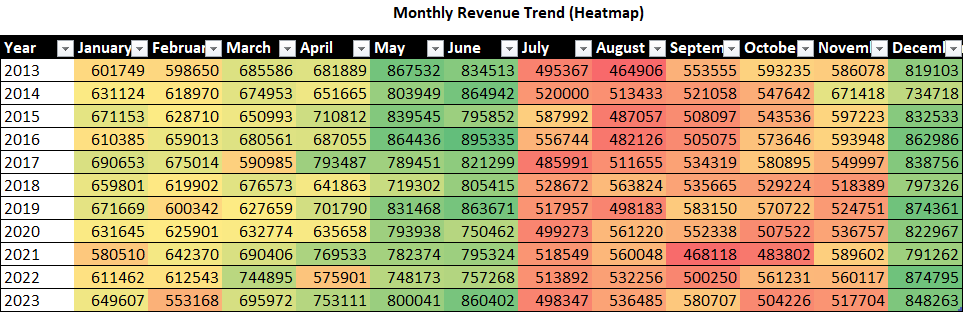 Monthly Revenue Trend (Heatmap)
Year January Februar March April May June July August Septem Octobe Novem Decem
2013 601749 598650 685586 681889 867532 834513 495367 464906 553555 593235 586078 819103
2014 631124 618970 674953 651665 803949 864942 520000 513433 521058 547642 671418 734718
2015 671153 628710 650993 710812 839545 795852 587992 487057 508097 543536 597223 832533
2016 610385 659013 680561 687055 864436 895335 556744 482126 505075 573646 593948 862986
2017 690653 675014 590985 793487 789451 821299 485991 511655 534319 580895 549997 838756
2018 659801 619902 676573 641863 719302 805415 528672 563824 535665 529224 518389 797326
2019 671669 600342 627659 701790 831468 863671 517957 498183 583150 570722 524751 874361
2020 631645 625901 632774 635658 793938 750462 499273 561220 552338 507522 536757 822967
2021 580510 642370 690406 769533 782374 795324 518549 560048 468118 483802 589602 791262
2022 611462 612543 744895 575901 748173 757268 513892 532256 500250 561231 560117 874795
2023 649607 553168 695972 753111 800041 860402 498347 536485 580707 504226 517704 848263